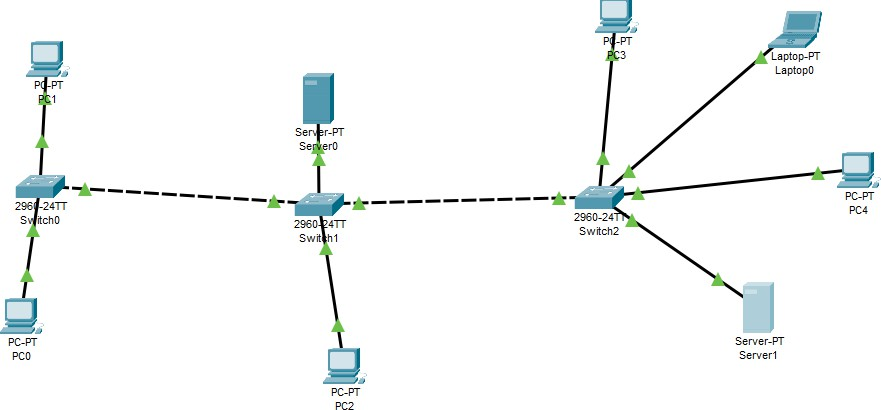 PC-PT
PC1
Server-PT
Server0
PC-PT
PC3
Laptop-PT
Laptop0
2960-24TT
Switch0
2960-24TT
Switch1
2960-24TT
Switch2
PC-PT
PC4
PC-PT
PC0
PC-PT
PC2
Server-PT
Server1